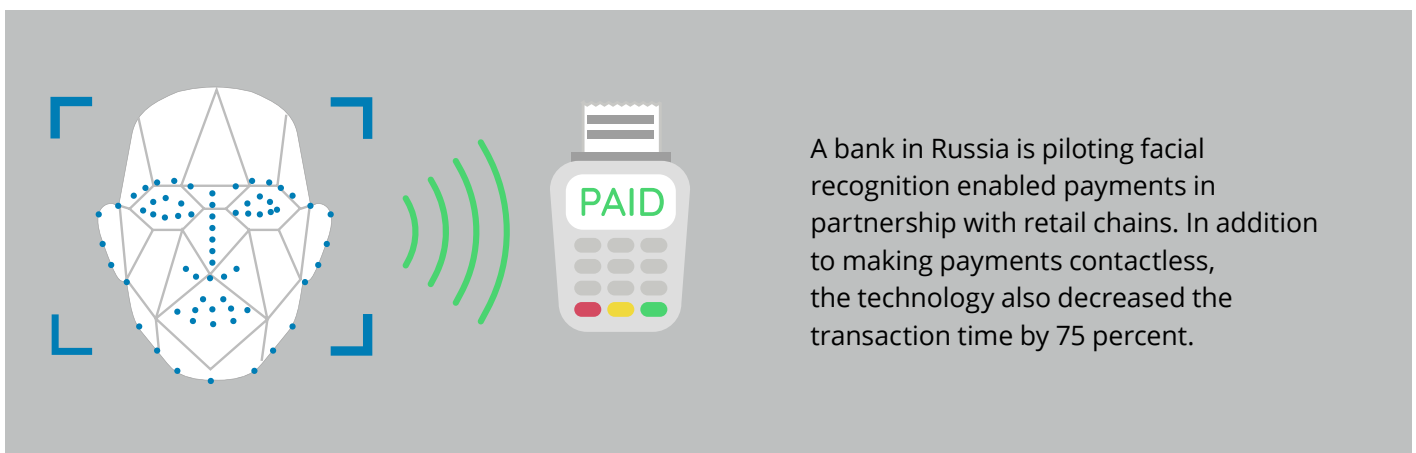 PAID
A bank in Russia is piloting facial
recognition enabled payments in
partnership with retail chains. In addition
to making payments contactless,
the technology also decreased the
transaction time by 75 percent.